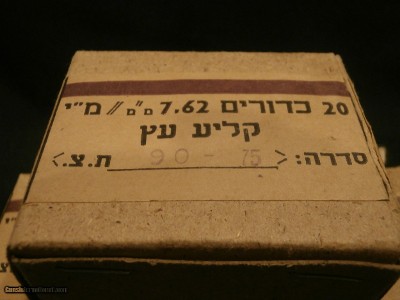 20 כדורים 7.62 מ"מ // מ"י
קליע עץ
סדרה: <75 - 90 ת.צ.>